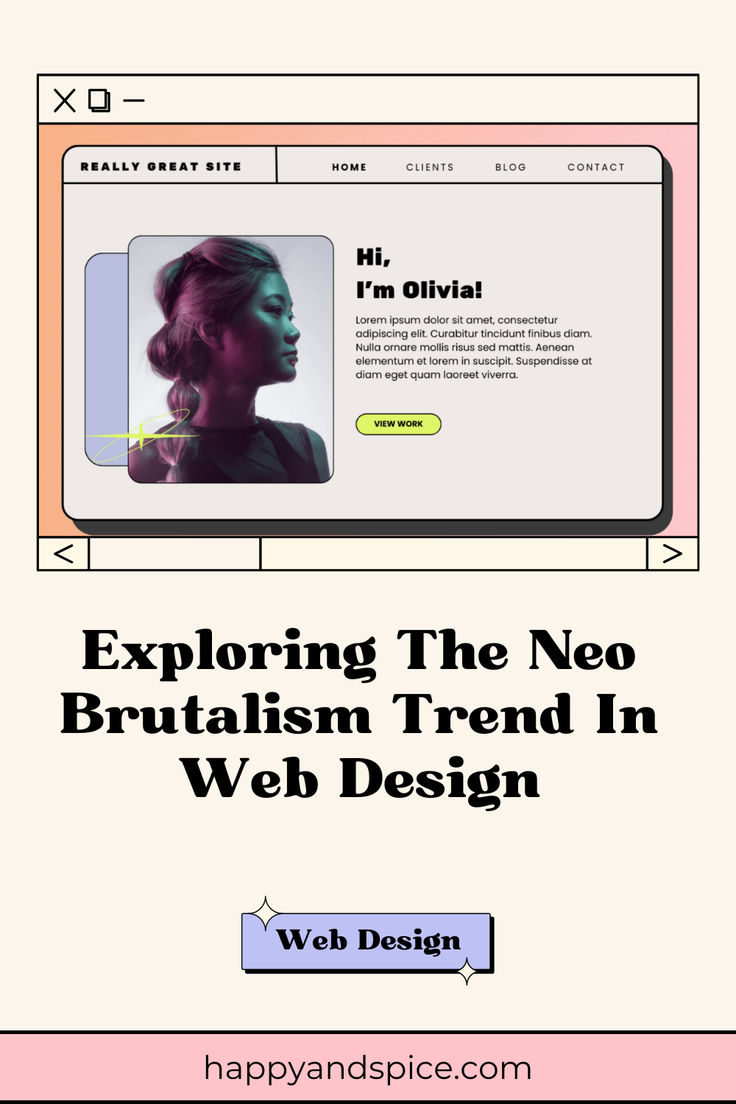 REALLY GREAT SITE
HOME CLIENTS BLOG CONTACT
Hi,
I'm Olivia!
Lorem ipsum dolor sit amet, consectetur
adipiscing elit. Curabitur tincidunt finibus diam.
Nulla ornare mollis risus sed mattis. Aenean
elementum et lorem in suscipit. Suspendisse at
diam eget quam laoreet viverra.
VIEW WORK
Exploring The Neo
Brutalism Trend In
Web Design
Web Design
happyandspice.com